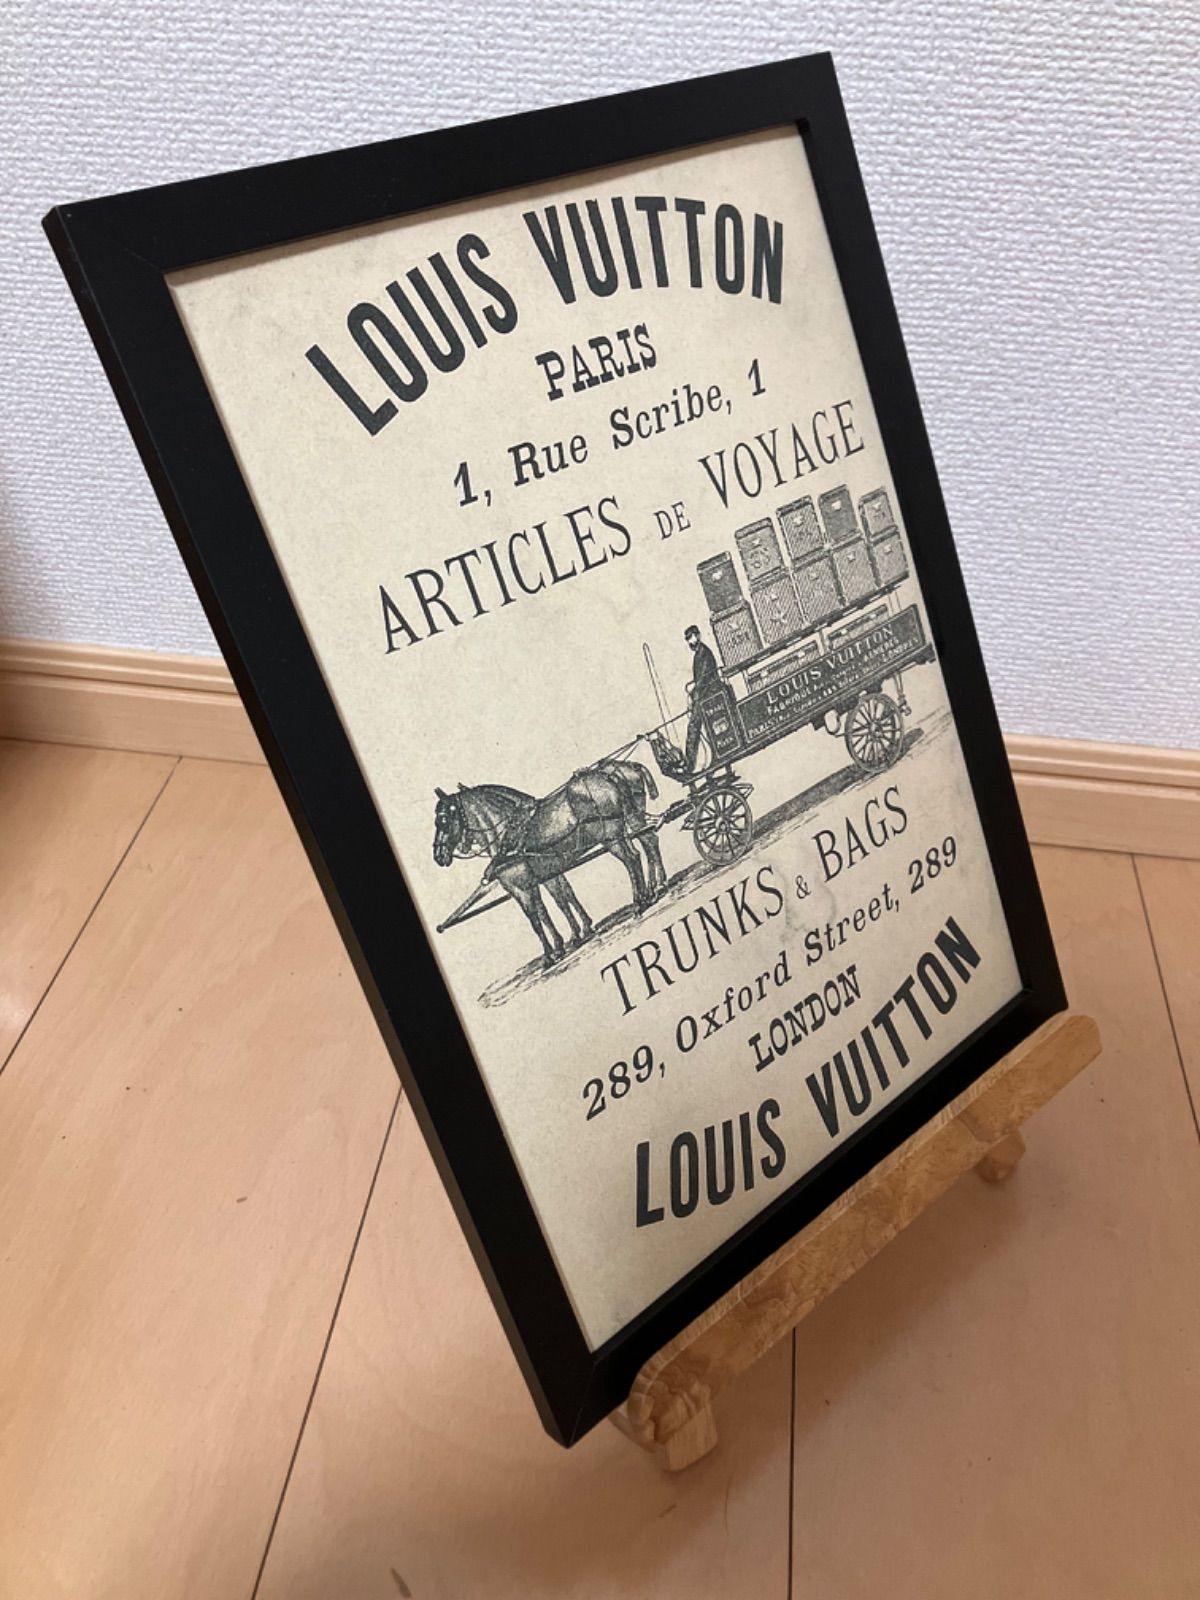 LOUIS VUITTON
PARIS
1, Rue Scribe, 1
ARTICLES DE VOYAGE
LOUIS VUITTON
TRUNKS & BAGS
289, Oxford Street, 289
LONDON
LOUIS VUITTON